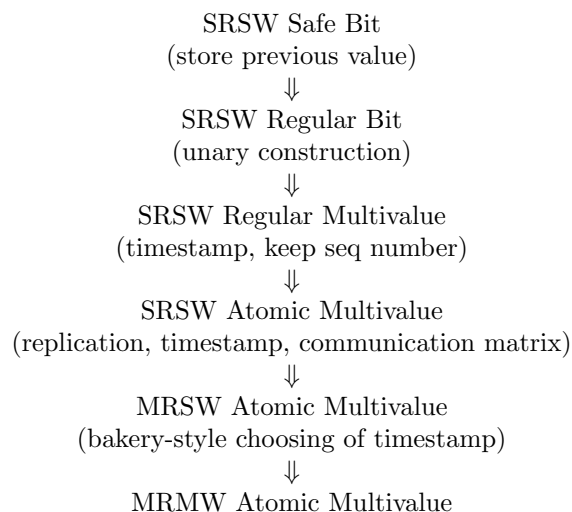 SRSW Safe Bit
(store previous value)
⇓
SRSW Regular Bit
(unary construction)
⇓
SRSW Regular Multivalue
(timestamp, keep seq number)
⇓
SRSW Atomic Multivalue
(replication, timestamp, communication matrix)
⇓
MRSW Atomic Multivalue
(bakery-style choosing of timestamp)
⇓
MRMW Atomic Multivalue